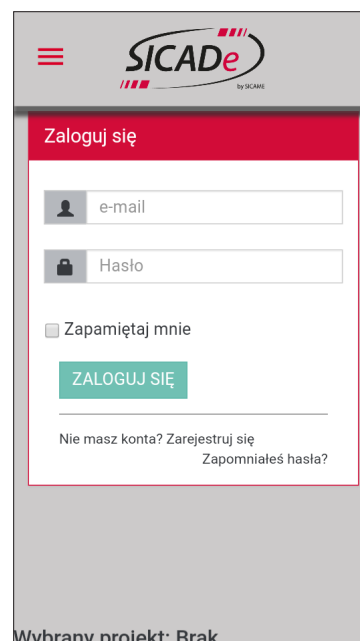 SICADe
by SICAME
Zaloguj się
e-mail
Hasło
Zapamiętaj mnie
ZALOGUJ SIĘ
Nie masz konta? Zarejestruj się
Zapomniałeś hasła?
Wybrany projekt: Brak